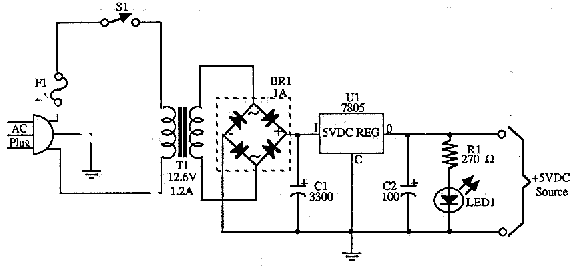 S1
F1
AC
Plug
T1
12.6V
1.2A
BR1
1A
~
+
-
~
U1
7805
I
5VDC REG
O
C
+
C1
3300
+
C2
100
R1
270 Ω
LED1
+5VDC
Source